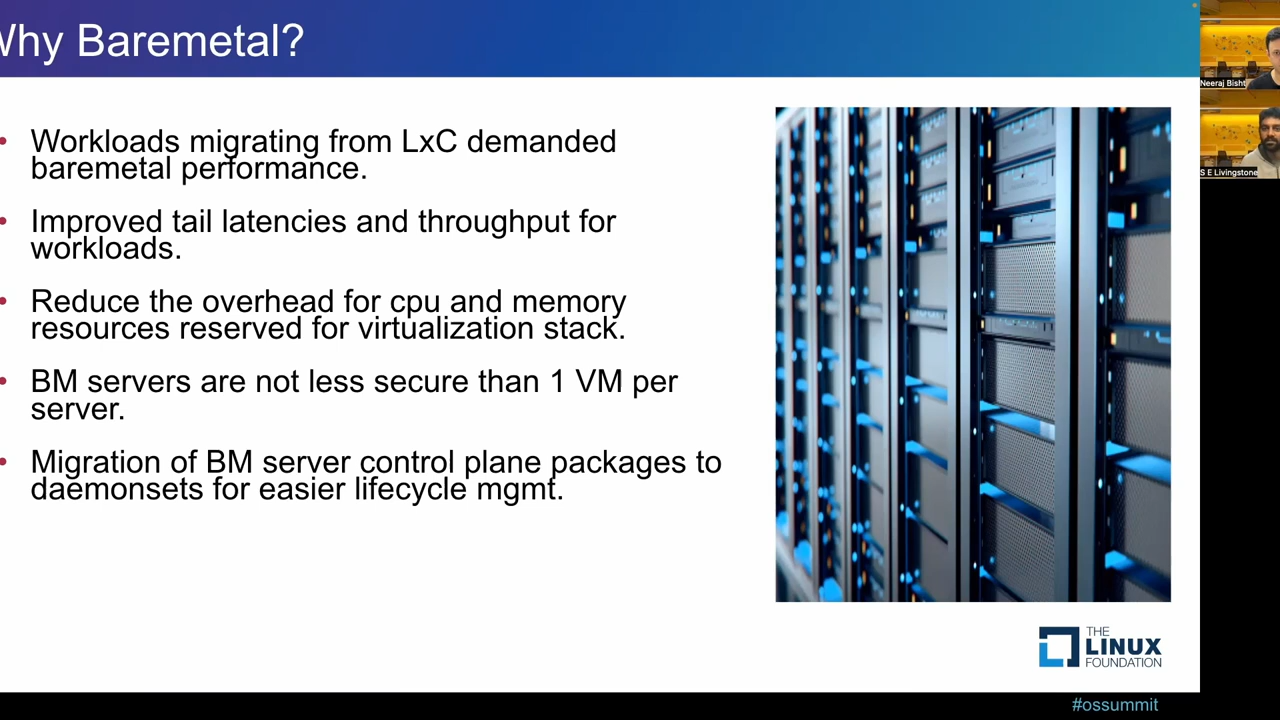 Why Baremetal?
Workloads migrating from LxC demanded
baremetal performance.
Improved tail latencies and throughput for
workloads.
Reduce the overhead for cpu and memory
resources reserved for virtualization stack.
BM servers are not less secure than 1 VM per
server.
Migration of BM server control plane packages to
daemonsets for easier lifecycle mgmt.
THE
LINUX
FOUNDATION
#ossummit
Neeraj Bisht
S E Livingstone